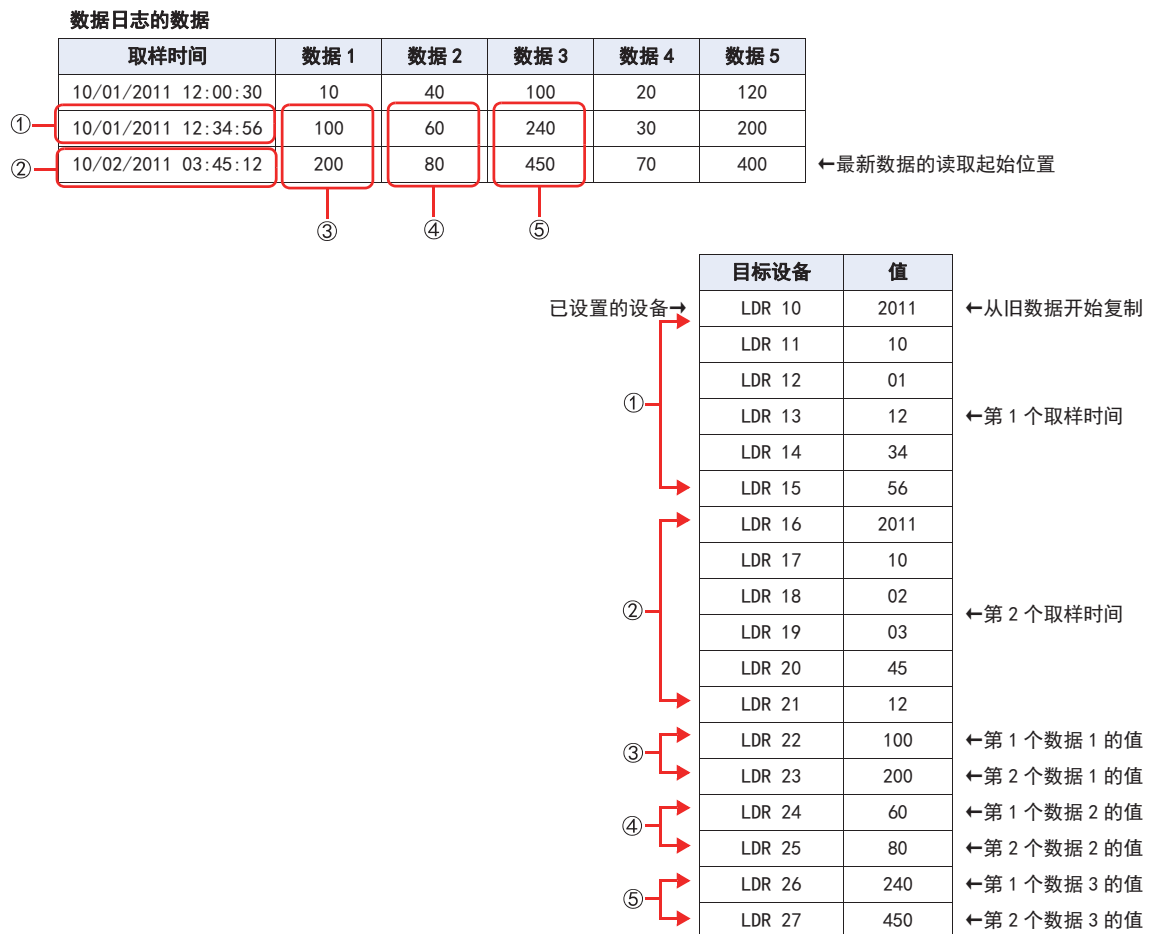 数据日志的数据
取样时间 数据 1 数据 2 数据 3 数据 4 数据 5
10/01/2011 12:00:30 10 40 100 20 120
① 10/01/2011 12:34:56 100 60 240 30 200
② 10/02/2011 03:45:12 200 80 450 70 400 ←最新数据的读取起始位置
③ ④ ⑤
目标设备 值
已设置的设备→ LDR 10 2011 ←从旧数据开始复制
LDR 11 10
LDR 12 01
① LDR 13 12 ←第 1 个取样时间
LDR 14 34
LDR 15 56
LDR 16 2011
LDR 17 10
LDR 18 02
② ←第 2 个取样时间
LDR 19 03
LDR 20 45
LDR 21 12
LDR 22 100 ←第 1 个数据 1 的值
③
LDR 23 200 ←第 2 个数据 1 的值
LDR 24 60 ←第 1 个数据 2 的值
④
LDR 25 80 ←第 2 个数据 2 的值
LDR 26 240 ←第 1 个数据 3 的值
⑤
LDR 27 450 ←第 2 个数据 3 的值